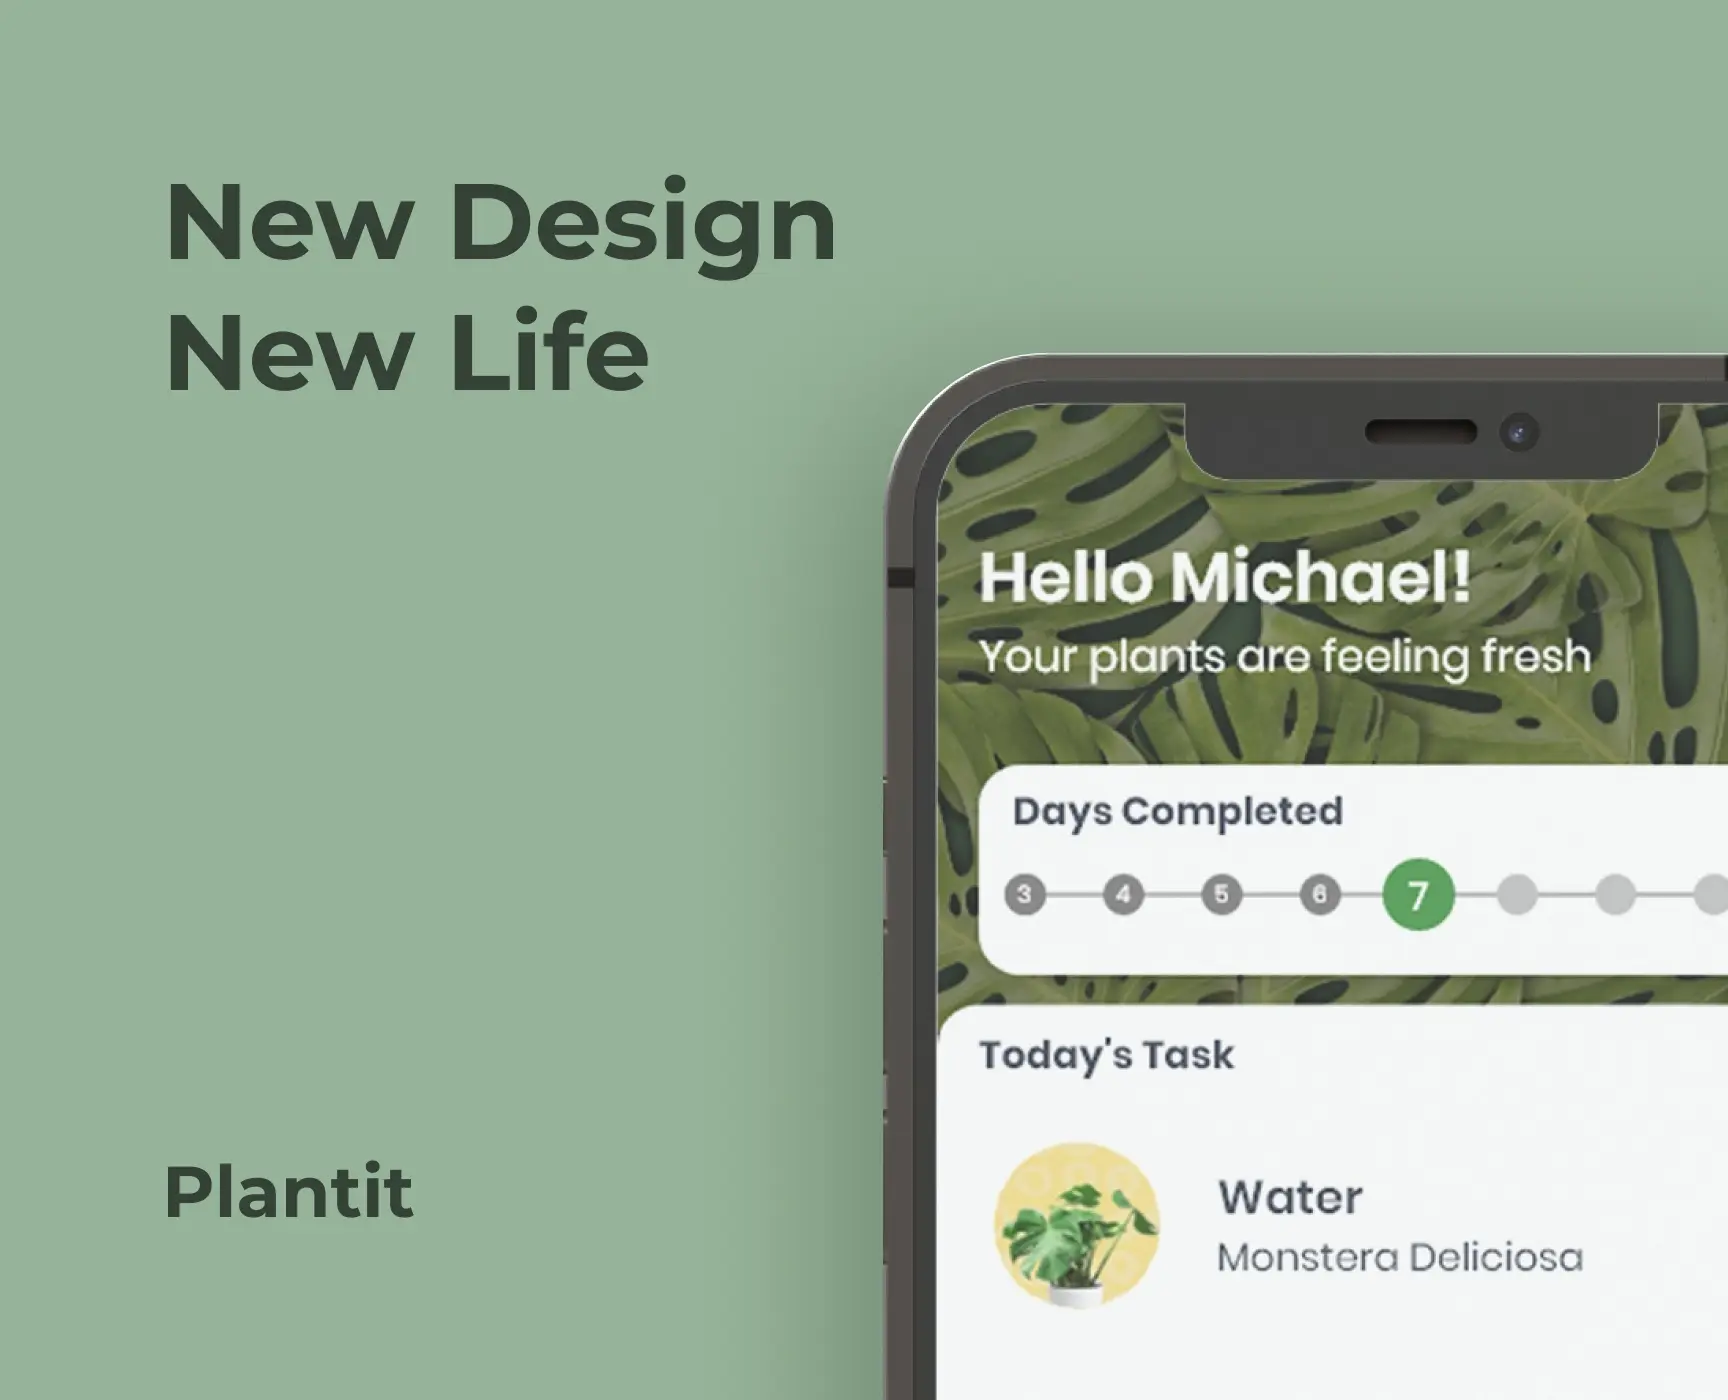 New Design
New Life
Hello Michael!
Your plants are feeling fresh
Days Completed
3 4 5 6 7
Today's Task
Water
Monstera Deliciosa
Plantit